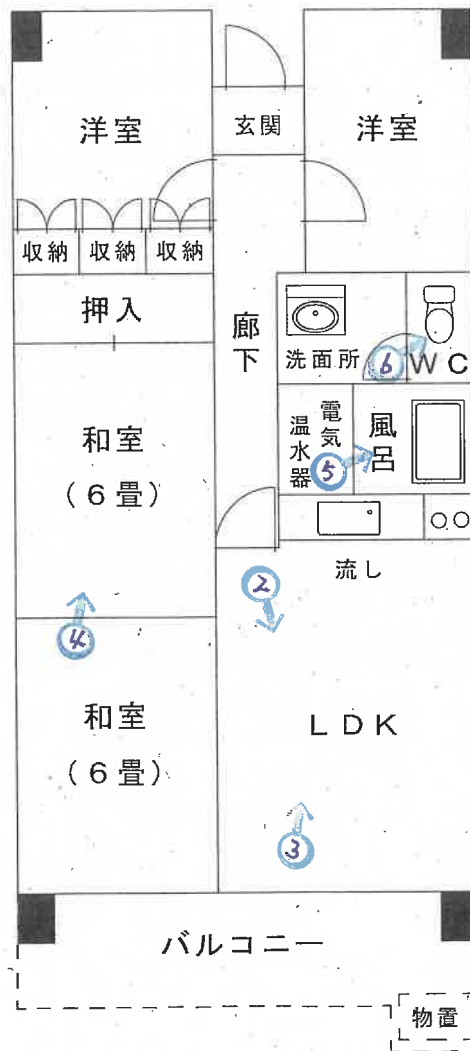 洋室
玄関
洋室
収納
収納
収納
押入
廊下
洗面所
6
WC
和室
(6畳)
電気
温水器
5
風呂
流し
2
4
和室
(6畳)
LDK
3
バルコニー
物置